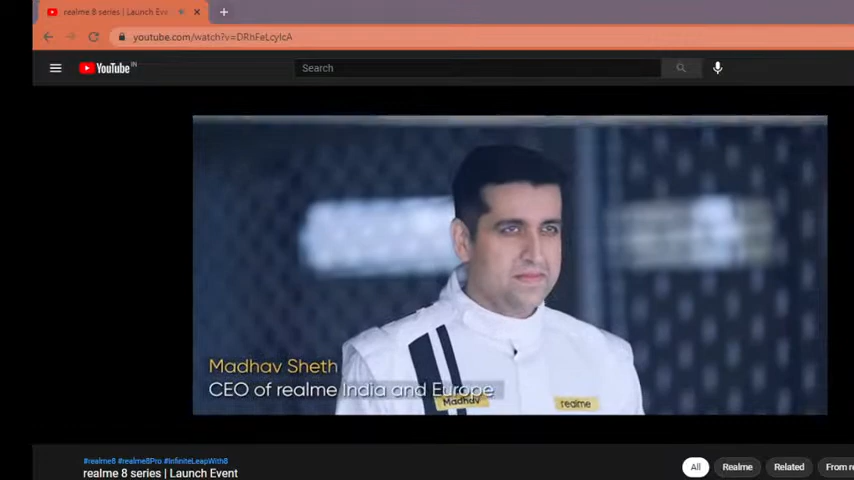 realme 8 series | Launch Eve
youtube.com/watch?v=DRhFeLcyIcA
YouTube IN
Search
Madhav Sheth
CEO of realme India and Europe
Madhav
realme
#realme8 #realme8Pro #InfiniteLeapWith8
realme 8 series | Launch Event
All
Realme
Related
From re